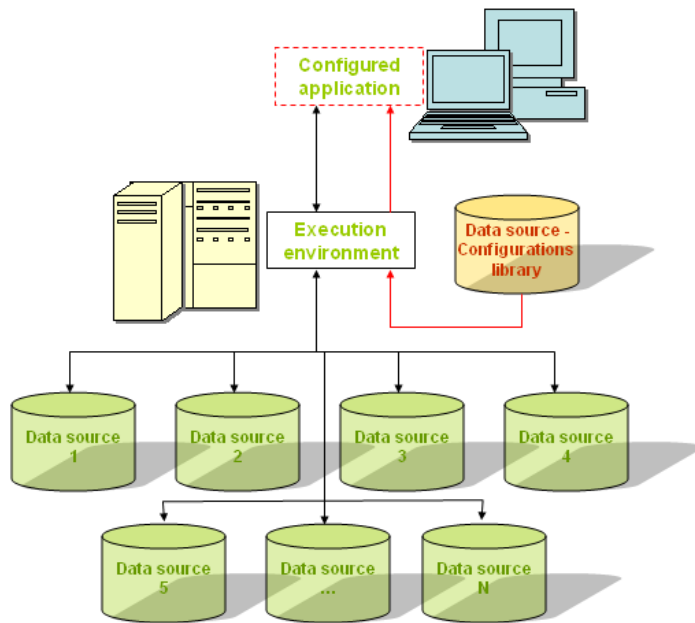 Configured
application
Execution
environment
Data source -
Configurations
library
Data source
1
Data source
2
Data source
3
Data source
4
Data source
5
Data source
...
Data source
N